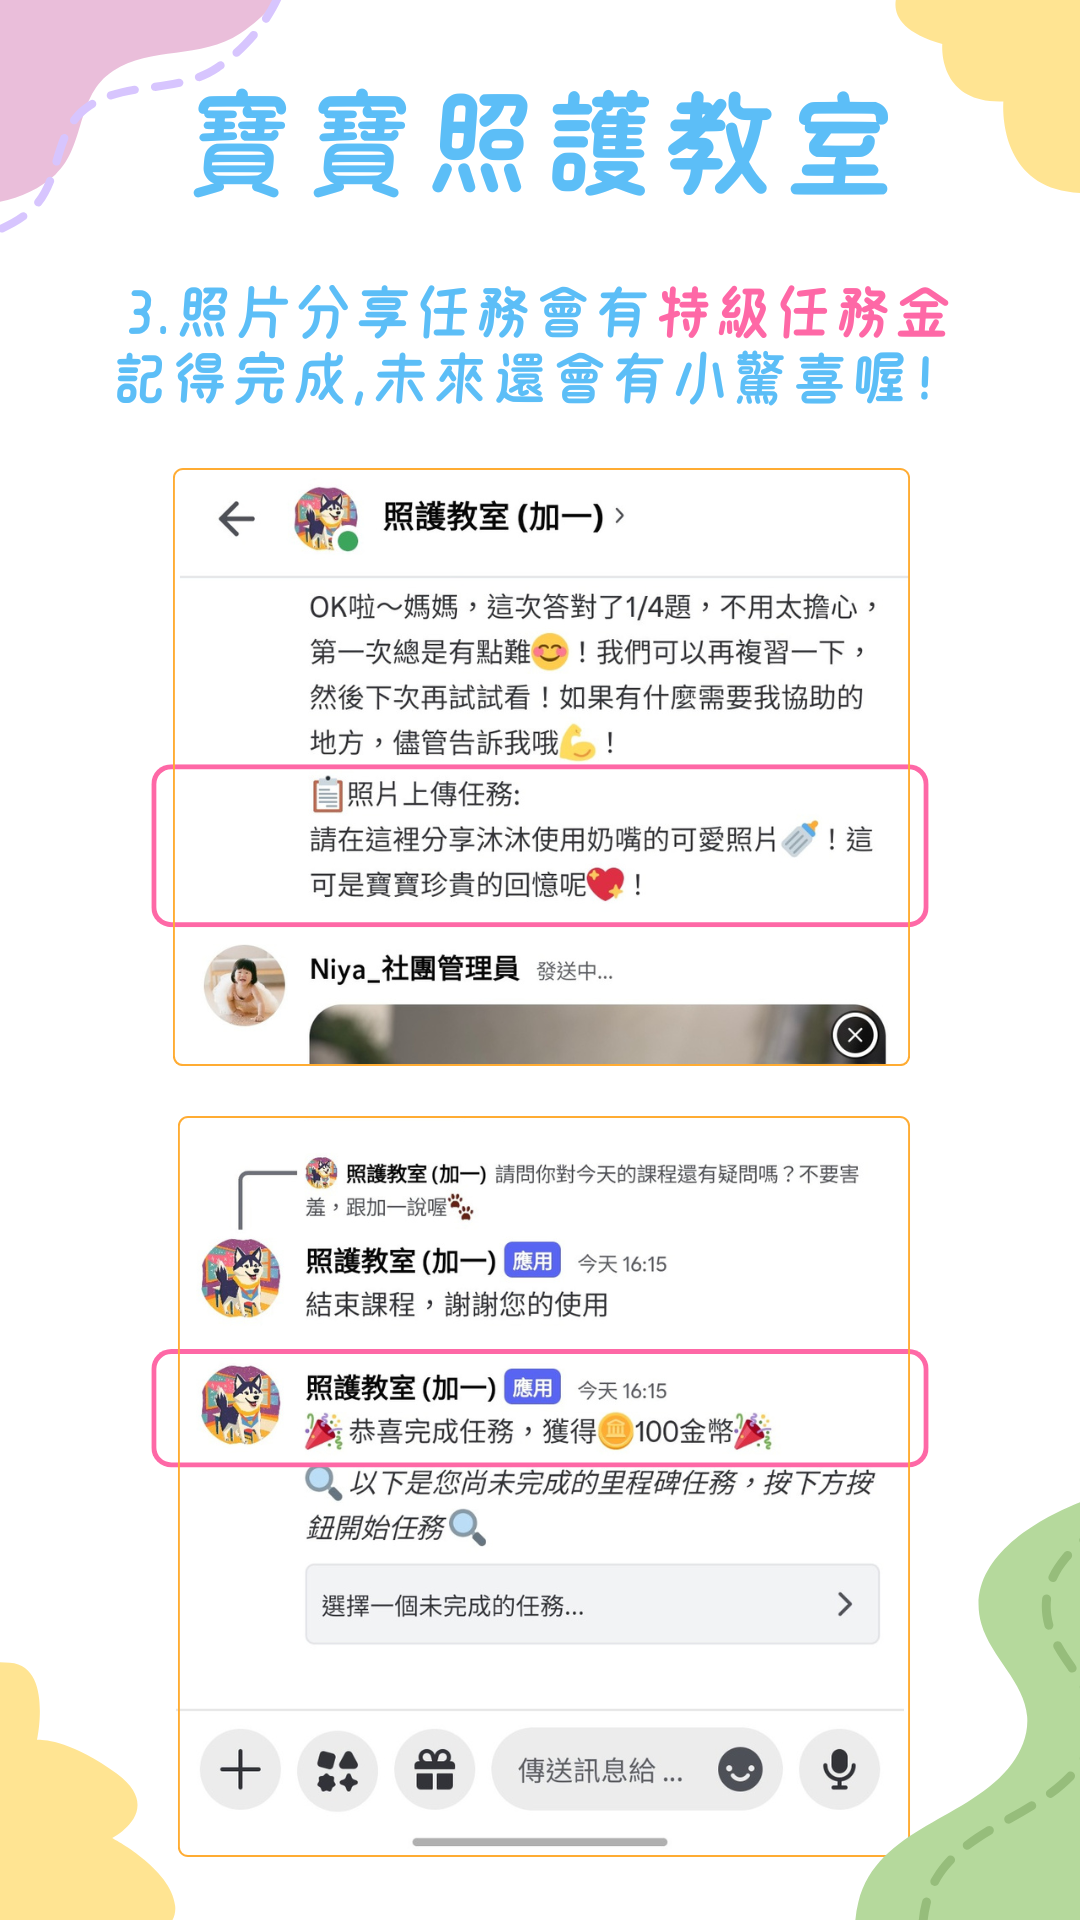 寶寶照護教室
3.照片分享任務會有特級任務金
記得完成,未來還會有小驚喜喔!
照護教室 (加一) ›
OK啦～媽媽，這次答對了1/4題，不用太擔心，
第一次總是有點難😊！我們可以再複習一下，
然後下次再試試看！如果有什麼需要我協助的
地方，儘管告訴我哦💪！
📋照片上傳任務:
請在這裡分享沐沐使用奶嘴的可愛照片🍼！這
可是寶寶珍貴的回憶呢💖！
Niya_社團管理員 發送中...
照護教室 (加一) 請問你對今天的課程還有疑問嗎？不要害
羞，跟加一說喔🐾
照護教室 (加一) 應用 今天 16:15
結束課程，謝謝您的使用
照護教室 (加一) 應用 今天 16:15
🎉恭喜完成任務，獲得🪙100金幣🎉
🔍以下是您尚未完成的里程碑任務，按下方按
鈕開始任務🔍
選擇一個未完成的任務...
傳送訊息給 ...